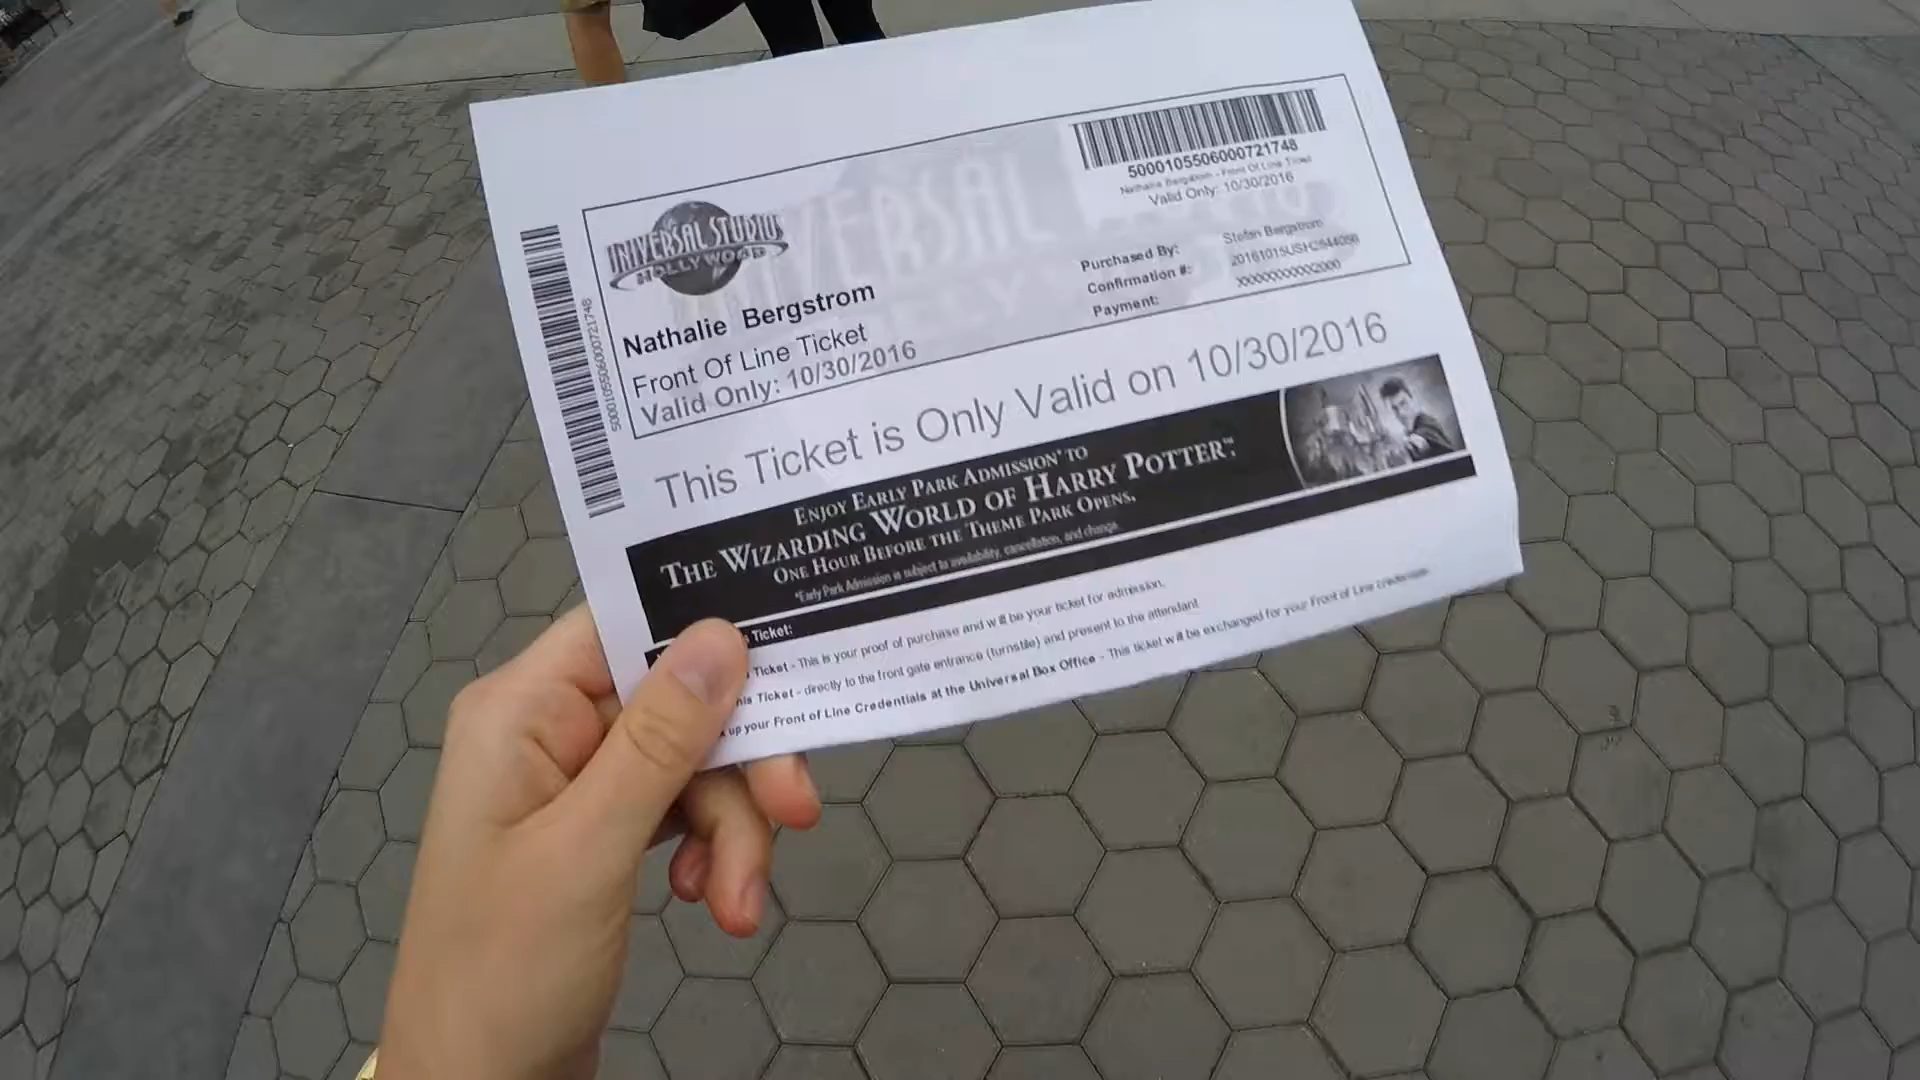 UNIVERSAL STUDIOS
HOLLYWOOD
Nathalie Bergstrom
Front Of Line Ticket
Valid Only: 10/30/2016
5000105506000721748
Nathalie Bergstrom - Front Of Line Ticket
Valid Only: 10/30/2016
Purchased By: Stefan Bergstrom
Confirmation #:
Payment: XXXXXXXXXXXX2000
5000105506000721748
This Ticket is Only Valid on 10/30/2016
ENJOY EARLY PARK ADMISSION* TO
THE WIZARDING WORLD OF HARRY POTTER™.
ONE HOUR BEFORE THE THEME PARK OPENS.
*Early Park Admission is subject to availability, cancellation, and change.
Ticket:
Ticket - This is your proof of purchase and will be your ticket for admission.
his Ticket - directly to the front gate entrance (turnstile) and present to the attendant
up your Front of Line Credentials at the Universal Box Office - This ticket will be exchanged for your Front of Line credentials